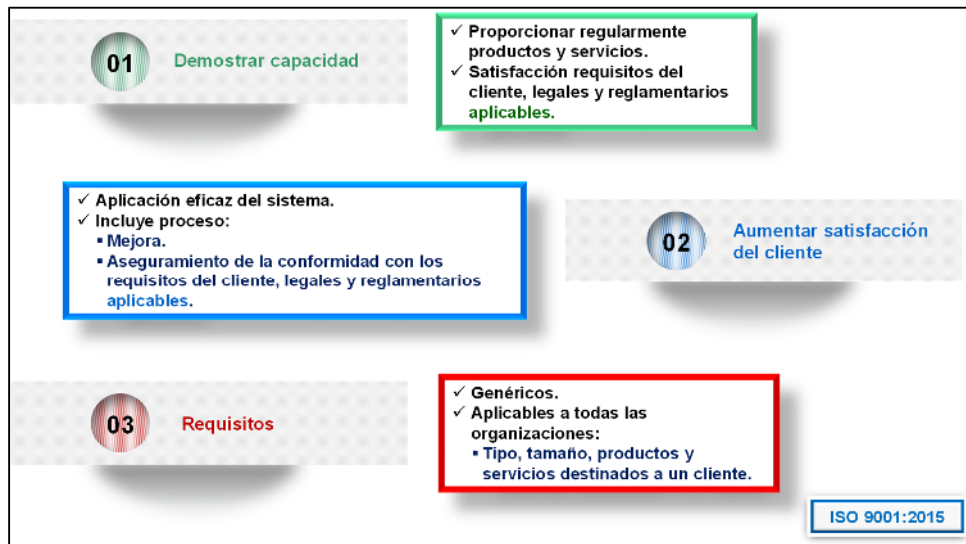 01
Demostrar capacidad
✓ Proporcionar regularmente
productos y servicios.
✓ Satisfacción requisitos del
cliente, legales y reglamentarios
aplicables.
✓ Aplicación eficaz del sistema.
✓ Incluye proceso:
▪ Mejora.
▪ Aseguramiento de la conformidad con los
requisitos del cliente, legales y reglamentarios
aplicables.
02
Aumentar satisfacción
del cliente
03
Requisitos
✓ Genéricos.
✓ Aplicables a todas las
organizaciones:
▪ Tipo, tamaño, productos y
servicios destinados a un cliente.
ISO 9001:2015